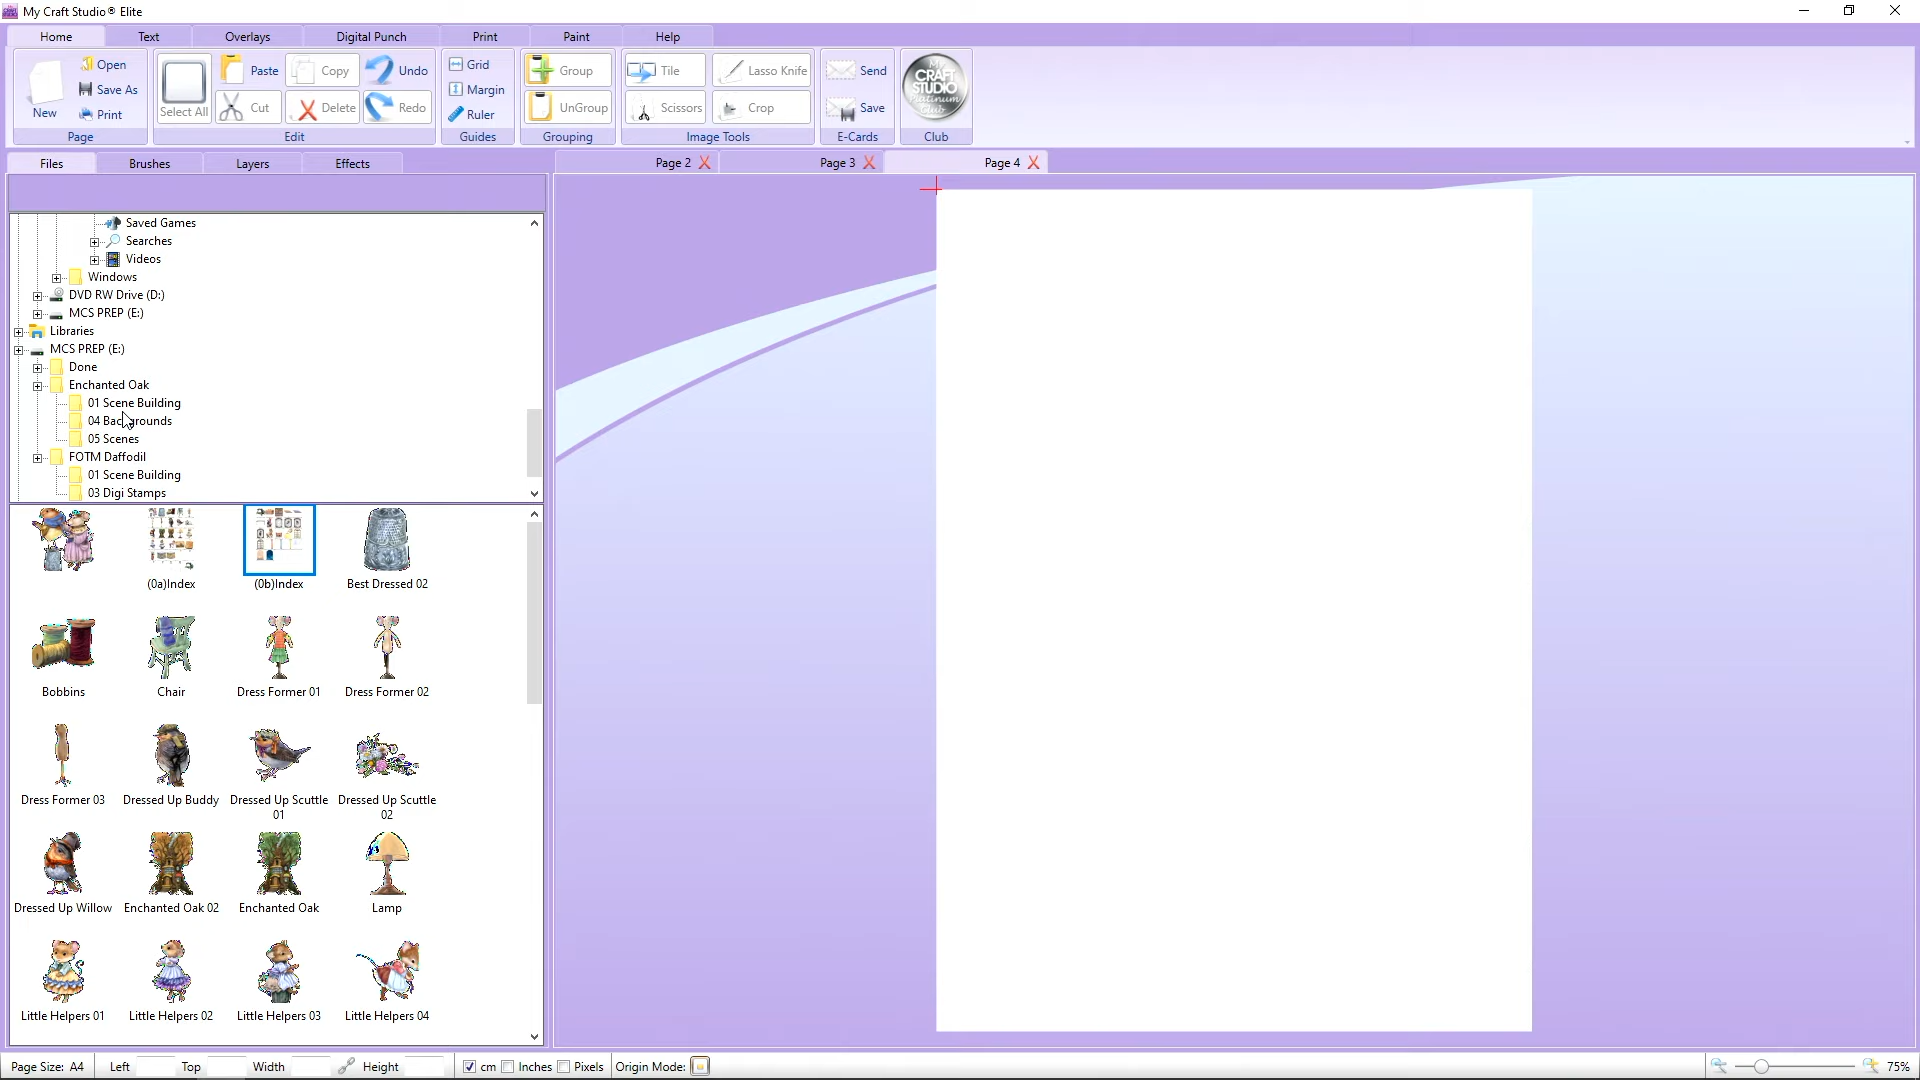 My Craft Studio® Elite
Home Text Overlays Digital Punch Print Paint Help
New Open Save As Print Page
Select All Paste Copy Undo Cut Delete Redo Edit
Grid Margin Ruler Guides
Group UnGroup Grouping
Tile Lasso Knife Scissors Crop Image Tools
Send Save E-Cards
My CRAFT STUDIO Platinum Club
Club
Files Brushes Layers Effects
Page 2 Page 3 Page 4
Saved Games
Searches
Videos
Windows
DVD RW Drive (D:)
MCS PREP (E:)
Libraries
MCS PREP (E:)
Done
Enchanted Oak
01 Scene Building
04 Backgrounds
05 Scenes
FOTM Daffodil
01 Scene Building
03 Digi Stamps
(0a)Index (0b)Index Best Dressed 02
Bobbins Chair Dress Former 01 Dress Former 02
Dress Former 03 Dressed Up Buddy Dressed Up Scuttle 01 Dressed Up Scuttle 02
Dressed Up Willow Enchanted Oak 02 Enchanted Oak Lamp
Little Helpers 01 Little Helpers 02 Little Helpers 03 Little Helpers 04
Page Size: A4 Left Top Width Height cm Inches Pixels Origin Mode: 75%